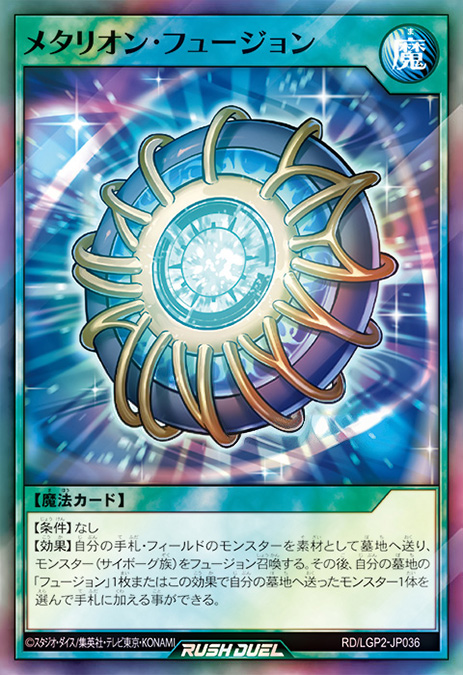 メタリオン・フュージョン
魔
【魔法カード】
【条件】なし
【効果】自分の手札・フィールドのモンスターを素材として墓地へ送り、
モンスター（サイボーグ族）をフュージョン召喚する。その後、自分の墓地の
「フュージョン」1枚またはこの効果で自分の墓地へ送ったモンスター1体を
選んで手札に加える事ができる。
©スタジオ・ダイス/集英社・テレビ東京・KONAMI
RUSH DUEL
RD/LGP2-JP036